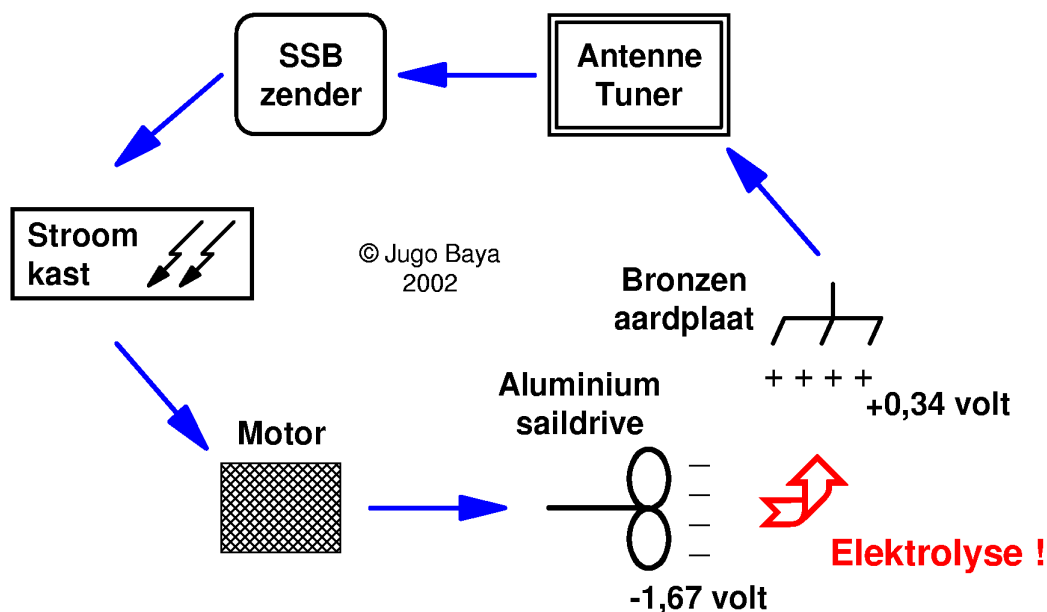 SSB
zender
Antenne
Tuner
Stroom
kast
© Jugo Baya
2002
Bronzen
aardplaat
+ + + +
+0,34 volt
Aluminium
saildrive
Motor
Elektrolyse !
-1,67 volt